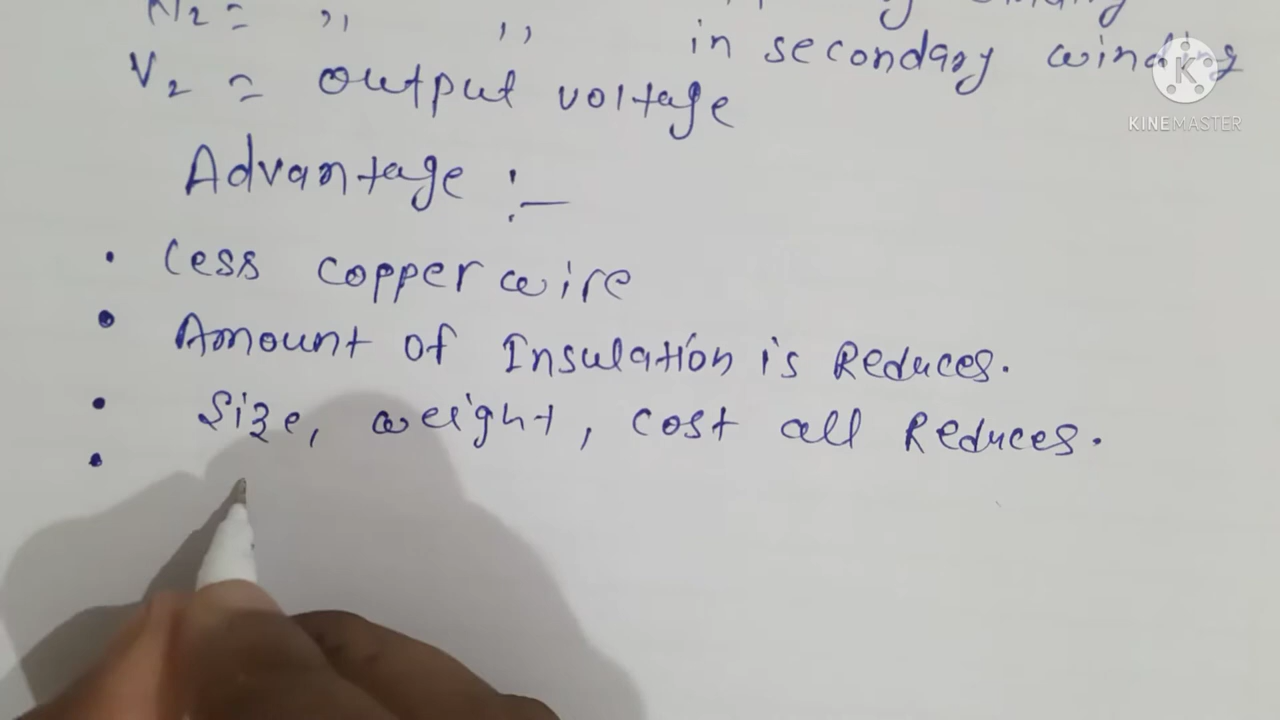 N2 = ,, ,,
in secondary winding
V2 = output voltage
KINEMASTER
Advantage :-
• Less copper wire
• Amount of Insulation is Reduces.
• Size, weight, cost all Reduces.
•